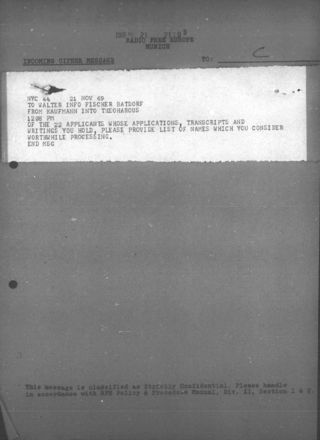 RADIO FREE EUROPE
MUNICH
INCOMING CIPHER MESSAGE TO: C
NYC 44 21 NOV 69
TO WALTER INFO FISCHER BATDORF
FROM KAUFMANN INTO THEOHAROUS
1208 PM
OF THE 22 APPLICANTS WHOSE APPLICATIONS, TRANSCRIPTS AND
WRITINGS YOU HOLD, PLEASE PROVIDE LIST OF NAMES WHICH YOU CONSIDER
WORTHWHILE PROCESSING.
END MSG
This message is classified as Strictly Confidential. Please handle
in accordance with RFE Policy & Procedure Manual, Div. II, Section 1 & 2.